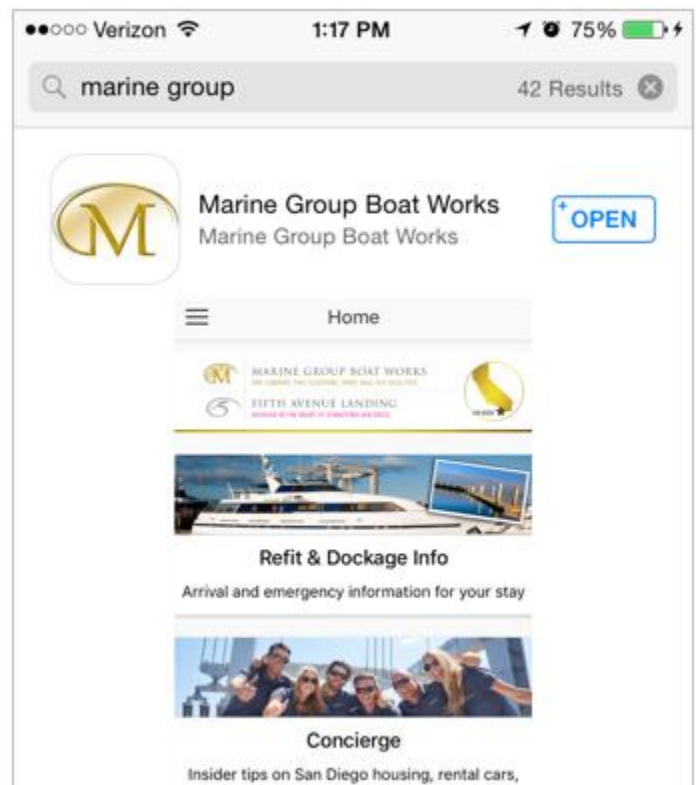 Verizon 1:17 PM 75%
marine group 42 Results
M
Marine Group Boat Works
Marine Group Boat Works
+OPEN
Home
M MARINE GROUP BOAT WORKS
FIFTH AVENUE LANDING
Refit & Dockage Info
Arrival and emergency information for your stay
Concierge
Insider tips on San Diego housing, rental cars,